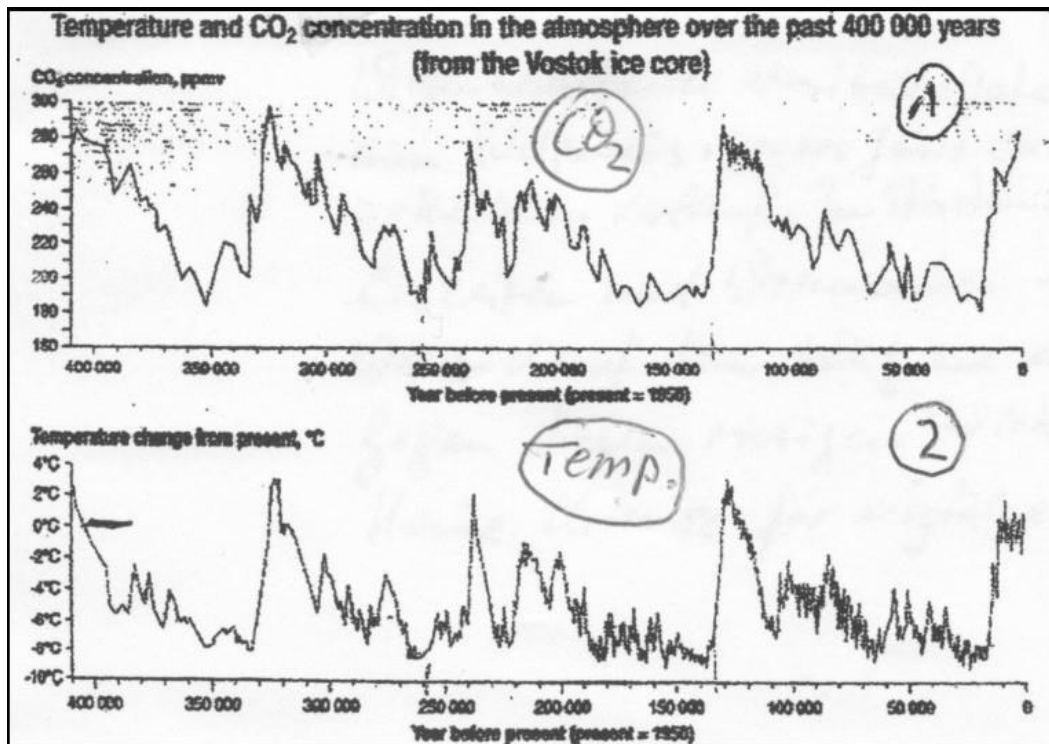 Temperature and CO₂ concentration in the atmosphere over the past 400 000 years
(from the Vostok ice core)
CO₂ concentration, ppmv
1
CO₂
300
280
260
240
220
200
180
160
400 000 350 000 300 000 250 000 200 000 150 000 100 000 50 000 0
Year before present (present = 1950)
Temperature change from present, °C
2
Temp.
4°C
2°C
0°C
-2°C
-4°C
-6°C
-8°C
-10°C
400 000 350 000 300 000 250 000 200 000 150 000 100 000 50 000 0
Year before present (present = 1950)